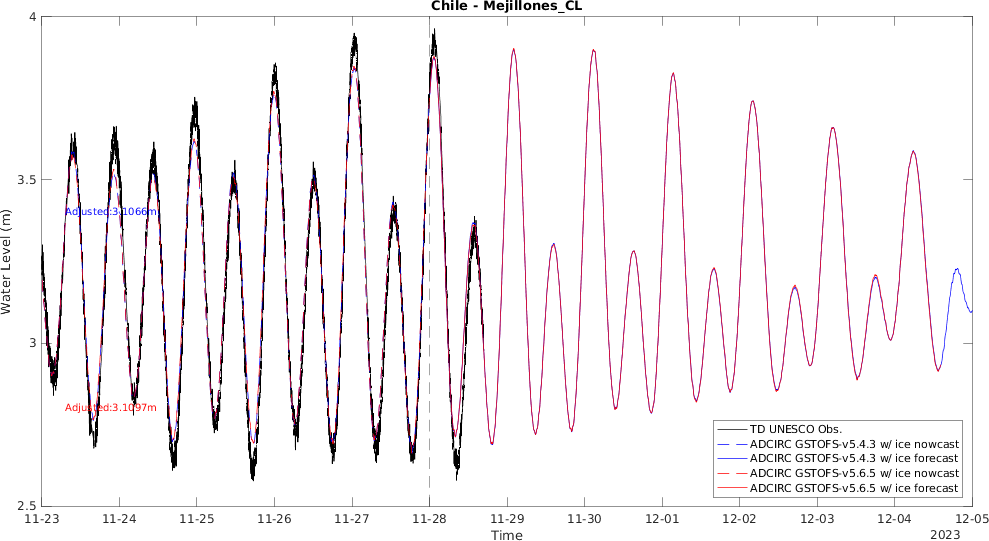 Chile - Mejillones_CL
4
3.5
3
2.5
Water Level (m)
Adjusted:3.1066m
Adjusted:3.1097m
TD UNESCO Obs.
ADCIRC GSTOFS-v5.4.3 w/ ice nowcast
ADCIRC GSTOFS-v5.4.3 w/ ice forecast
ADCIRC GSTOFS-v5.6.5 w/ ice nowcast
ADCIRC GSTOFS-v5.6.5 w/ ice forecast
11-23 11-24 11-25 11-26 11-27 11-28 11-29 11-30 12-01 12-02 12-03 12-04 12-05
Time
2023